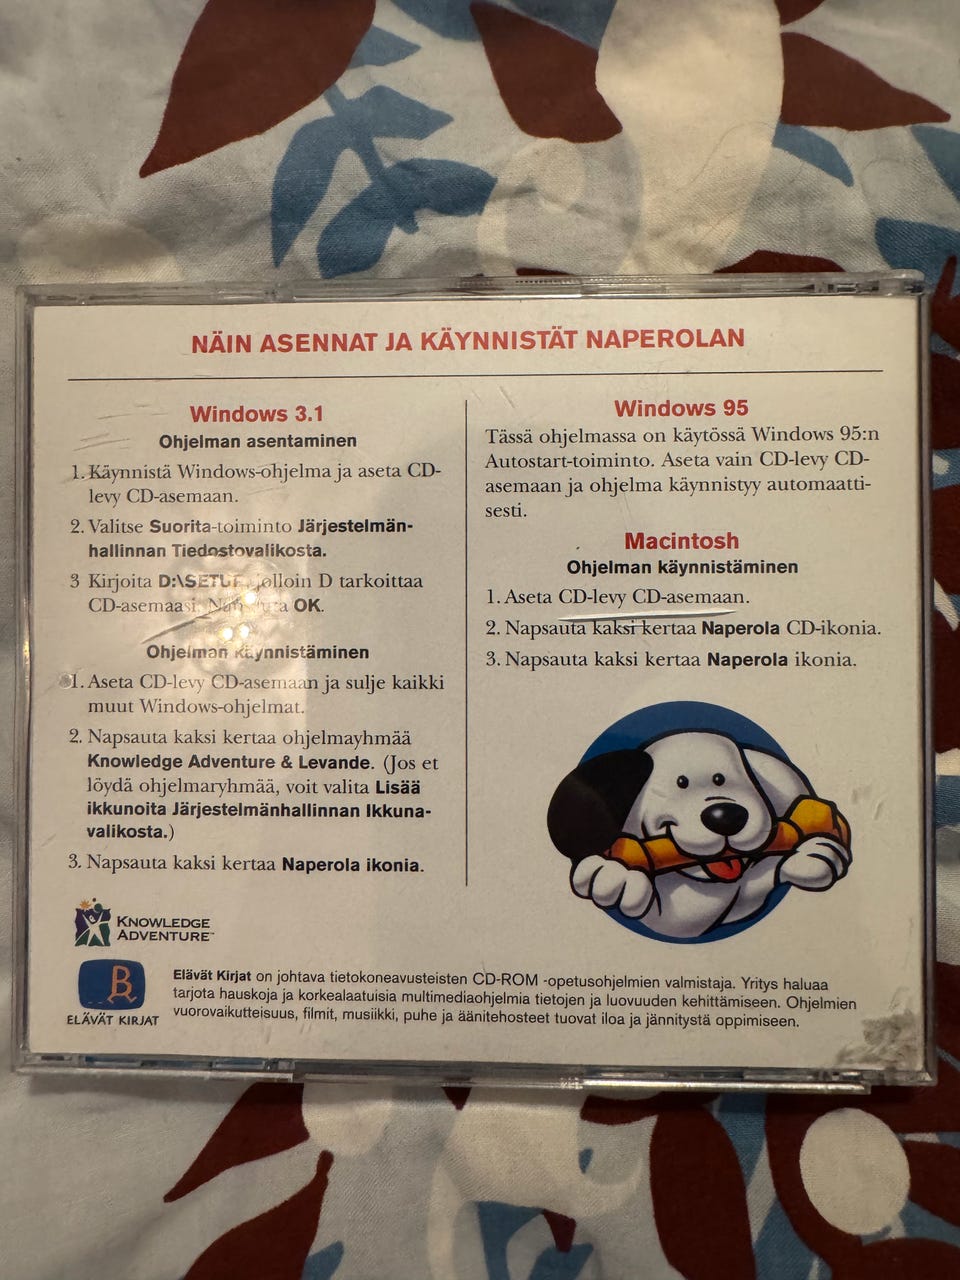 NÄIN ASENNAT JA KÄYNNISTÄT NAPEROLAN
Windows 3.1
Ohjelman asentaminen
1. Käynnistä Windows-ohjelma ja aseta CD-
levy CD-asemaan.
2. Valitse Suorita-toiminto Järjestelmän-
hallinnan Tiedostovalikosta.
3 Kirjoita D:\SETUP, jolloin D tarkoittaa
CD-asemaasi. OK.
Ohjelman käynnistäminen
1. Aseta CD-levy CD-asemaan ja sulje kaikki
muut Windows-ohjelmat.
2. Napsauta kaksi kertaa ohjelmayhmää
Knowledge Adventure & Levande. (Jos et
löydä ohjelmaryhmää, voit valita Lisää
ikkunoita Järjestelmänhallinnan Ikkuna-
valikosta.)
3. Napsauta kaksi kertaa Naperola ikonia.
Windows 95
Tässä ohjelmassa on käytössä Windows 95:n
Autostart-toiminto. Aseta vain CD-levy CD-
asemaan ja ohjelma käynnistyy automaatti-
sesti.
Macintosh
Ohjelman käynnistäminen
1. Aseta CD-levy CD-asemaan.
2. Napsauta kaksi kertaa Naperola CD-ikonia.
3. Napsauta kaksi kertaa Naperola ikonia.
KNOWLEDGE
ADVENTURE™
B
ELÄVÄT KIRJAT
Elävät Kirjat on johtava tietokoneavusteisten CD-ROM -opetusohjelmien valmistaja. Yritys haluaa
tarjota hauskoja ja korkealaatuisia multimediaohjelmia tietojen ja luovuuden kehittämiseen. Ohjelmien
vuorovaikutteisuus, filmit, musiikki, puhe ja äänitehosteet tuovat iloa ja jännitystä oppimiseen.